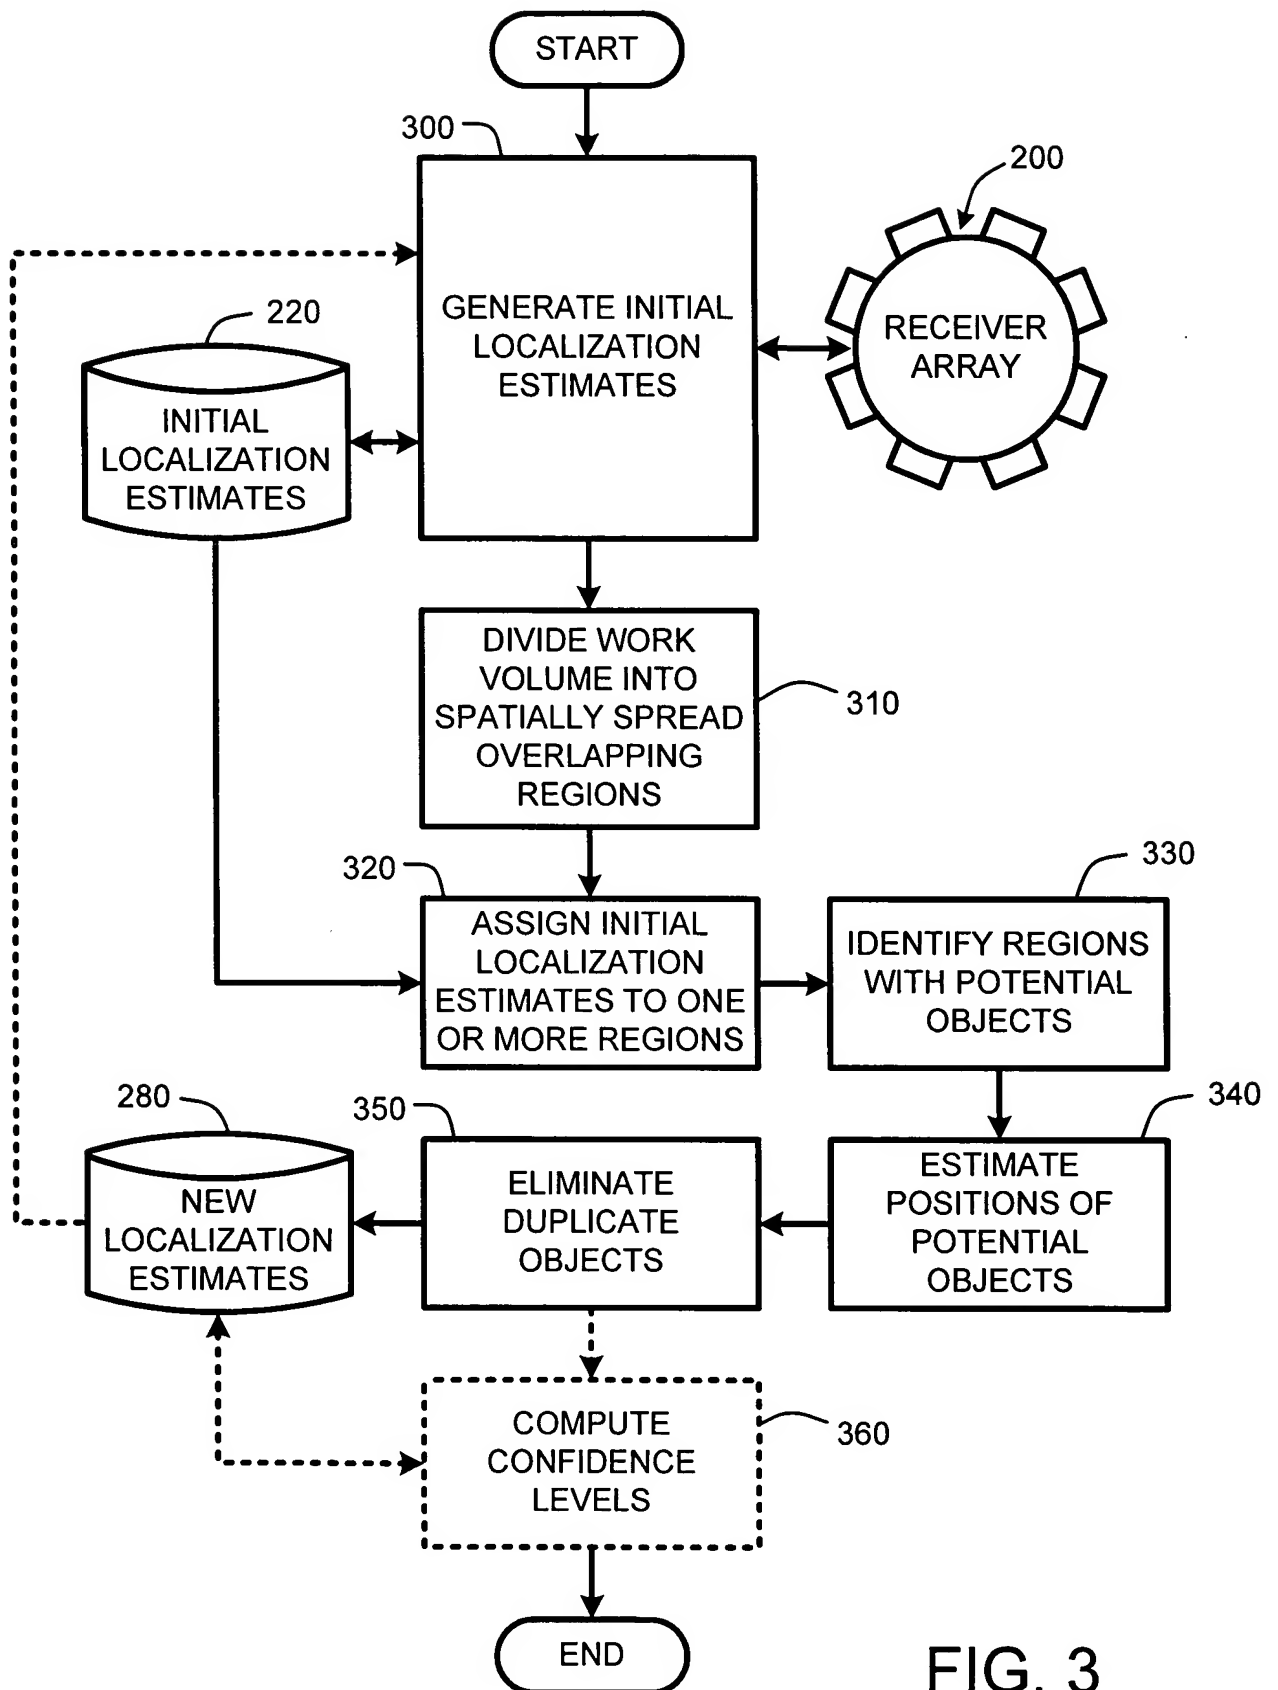 START
300
200
GENERATE INITIAL
LOCALIZATION
ESTIMATES
RECEIVER
ARRAY
220
INITIAL
LOCALIZATION
ESTIMATES
DIVIDE WORK
VOLUME INTO
SPATIALLY SPREAD
OVERLAPPING
REGIONS
310
320
ASSIGN INITIAL
LOCALIZATION
ESTIMATES TO ONE
OR MORE REGIONS
330
IDENTIFY REGIONS
WITH POTENTIAL
OBJECTS
340
ESTIMATE
POSITIONS OF
POTENTIAL
OBJECTS
350
ELIMINATE
DUPLICATE
OBJECTS
280
NEW
LOCALIZATION
ESTIMATES
COMPUTE
CONFIDENCE
LEVELS
360
END
FIG. 3